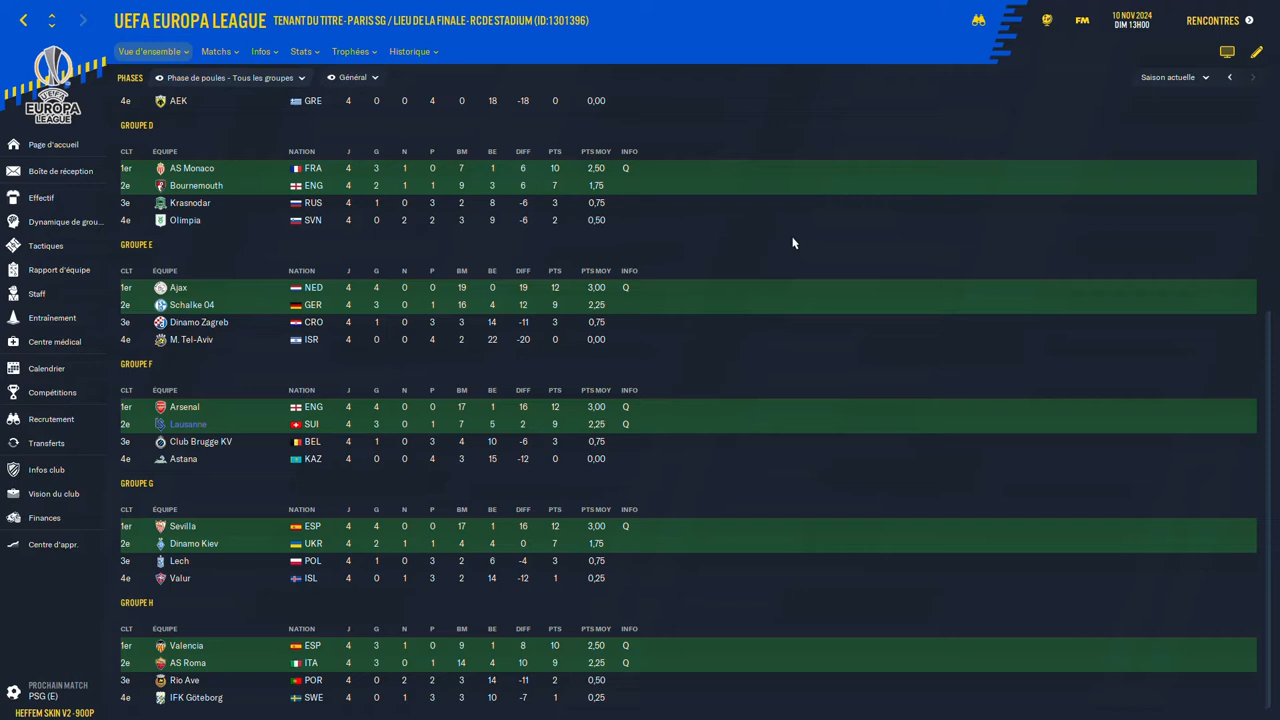 UEFA EUROPA LEAGUE TENANT DU TITRE - PARIS SG / LIEU DE LA FINALE - RCDE STADIUM (ID:1301396)
FM 10 NOV 2024 DIM 13H00 RENCONTRES
Vue d'ensemble Matchs Infos Stats Trophées Historique
PHASES Phase de poules - Tous les groupes Général Saison actuelle
EUROPA LEAGUE
Page d'accueil
Boîte de réception
Effectif
Dynamique de grou...
Tactiques
Rapport d'équipe
Staff
Entraînement
Centre médical
Calendrier
Compétitions
Recrutement
Transferts
Infos club
Vision du club
Finances
Centre d'appr.
PROCHAIN MATCH
PSG (E)
HEFFEM SKIN V2 -900P
4e AEK GRE 4 0 0 4 0 18 -18 0 0,00
GROUPE D
CLT ÉQUIPE NATION J G N P BM BE DIFF PTS PTS MOY INFO
1er AS Monaco FRA 4 3 1 0 7 1 6 10 2,50 Q
2e Bournemouth ENG 4 2 1 1 9 3 6 7 1,75
3e Krasnodar RUS 4 1 0 3 2 8 -6 3 0,75
4e Olimpia SVN 4 0 2 2 3 9 -6 2 0,50
GROUPE E
CLT ÉQUIPE NATION J G N P BM BE DIFF PTS PTS MOY INFO
1er Ajax NED 4 4 0 0 19 0 19 12 3,00 Q
2e Schalke 04 GER 4 3 0 1 16 4 12 9 2,25
3e Dinamo Zagreb CRO 4 1 0 3 3 14 -11 3 0,75
4e M. Tel-Aviv ISR 4 0 0 4 2 22 -20 0 0,00
GROUPE F
CLT ÉQUIPE NATION J G N P BM BE DIFF PTS PTS MOY INFO
1er Arsenal ENG 4 4 0 0 17 1 16 12 3,00 Q
2e Lausanne SUI 4 3 0 1 7 5 2 9 2,25 Q
3e Club Brugge KV BEL 4 1 0 3 4 10 -6 3 0,75
4e Astana KAZ 4 0 0 4 3 15 -12 0 0,00
GROUPE G
CLT ÉQUIPE NATION J G N P BM BE DIFF PTS PTS MOY INFO
1er Sevilla ESP 4 4 0 0 17 1 16 12 3,00 Q
2e Dinamo Kiev UKR 4 2 1 1 4 4 0 7 1,75
3e Lech POL 4 1 0 3 2 6 -4 3 0,75
4e Valur ISL 4 0 1 3 2 14 -12 1 0,25
GROUPE H
CLT ÉQUIPE NATION J G N P BM BE DIFF PTS PTS MOY INFO
1er Valencia ESP 4 3 1 0 9 1 8 10 2,50 Q
2e AS Roma ITA 4 3 0 1 14 4 10 9 2,25 Q
3e Rio Ave POR 4 0 2 2 3 14 -11 2 0,50
4e IFK Göteborg SWE 4 0 1 3 3 10 -7 1 0,25